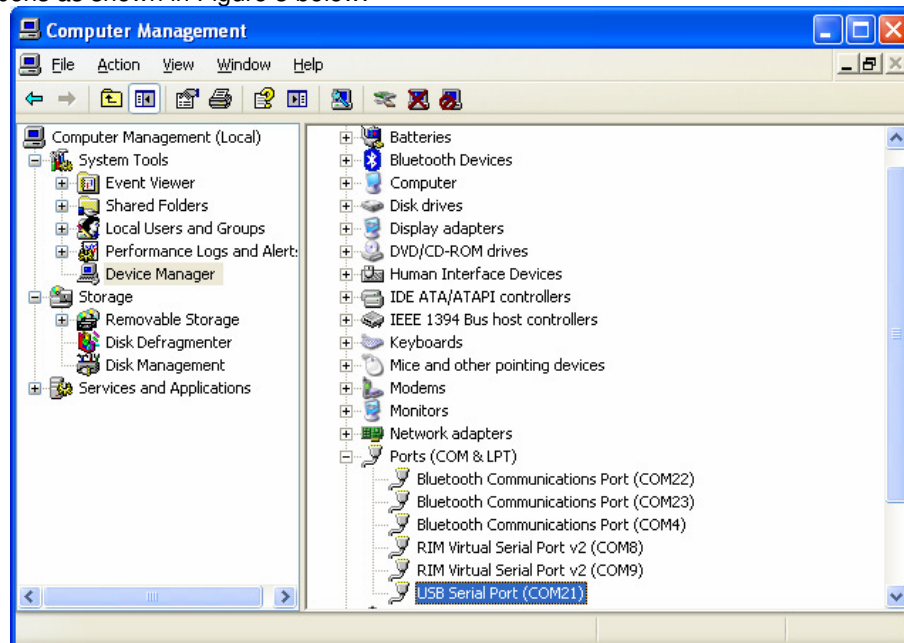 Computer Management
File Action View Window Help
Computer Management (Local)
System Tools
Event Viewer
Shared Folders
Local Users and Groups
Performance Logs and Alert
Device Manager
Storage
Removable Storage
Disk Defragmenter
Disk Management
Services and Applications
Batteries
Bluetooth Devices
Computer
Disk drives
Display adapters
DVD/CD-ROM drives
Human Interface Devices
IDE ATA/ATAPI controllers
IEEE 1394 Bus host controllers
Keyboards
Mice and other pointing devices
Modems
Monitors
Network adapters
Ports (COM & LPT)
Bluetooth Communications Port (COM22)
Bluetooth Communications Port (COM23)
Bluetooth Communications Port (COM4)
RIM Virtual Serial Port v2 (COM8)
RIM Virtual Serial Port v2 (COM9)
USB Serial Port (COM21)